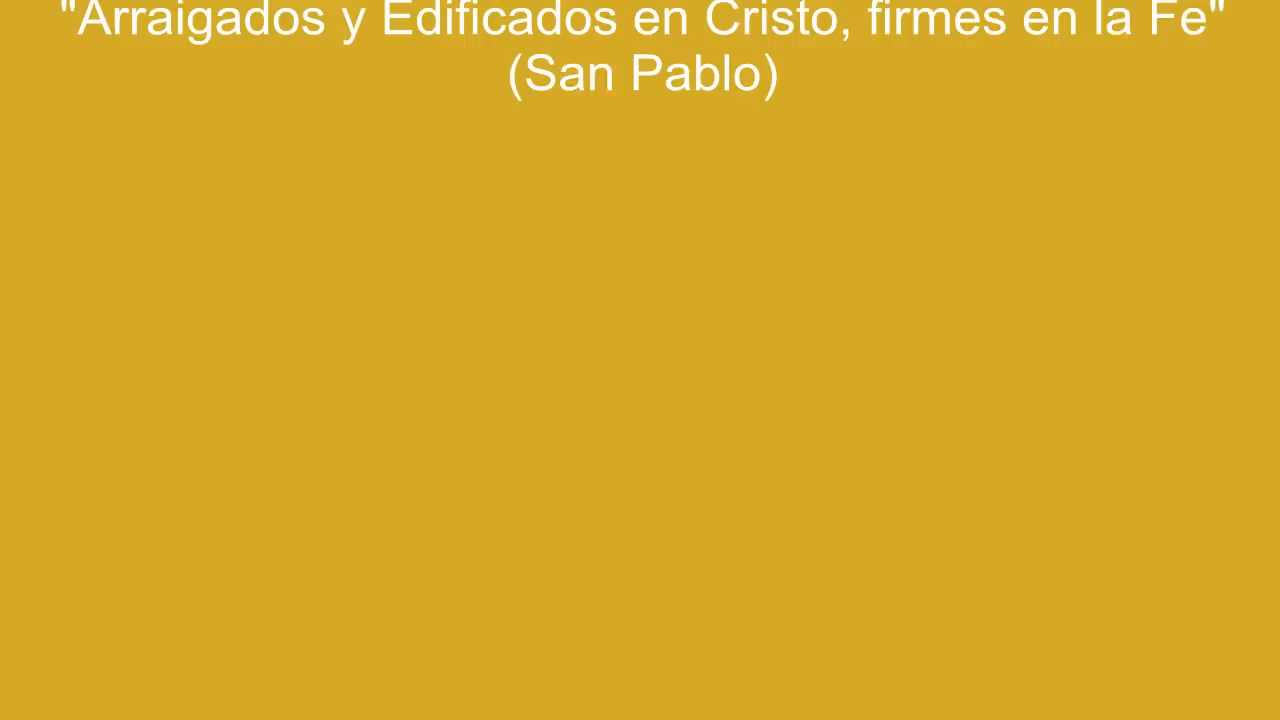 "Arraigados y Edificados en Cristo, firmes en la Fe"
(San Pablo)